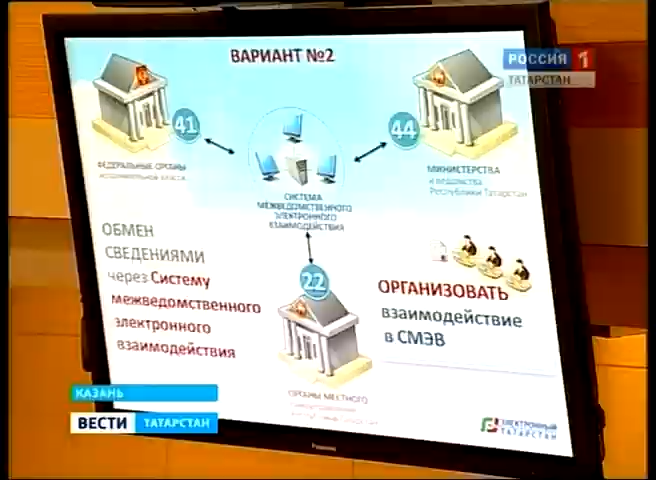 ВАРИАНТ №2
РОССИЯ 1
ТАТАРСТАН
41
44
ФЕДЕРАЛЬНЫЕ ОРГАНЫ
исполнительной власти
МИНИСТЕРСТВА
и ведомства
Республики Татарстан
СИСТЕМА
МЕЖВЕДОМСТВЕННОГО
ЭЛЕКТРОННОГО
ВЗАИМОДЕЙСТВИЯ
ОБМЕН
СВЕДЕНИЯМИ
через Систему
межведомственного
электронного
взаимодействия
22
ОРГАНИЗОВАТЬ
взаимодействие
в СМЭВ
ОРГАНЫ МЕСТНОГО
ЭЛЕКТРОННЫЙ
ТАТАРСТАН
КАЗАНЬ
ВЕСТИ ТАТАРСТАН
Panasonic